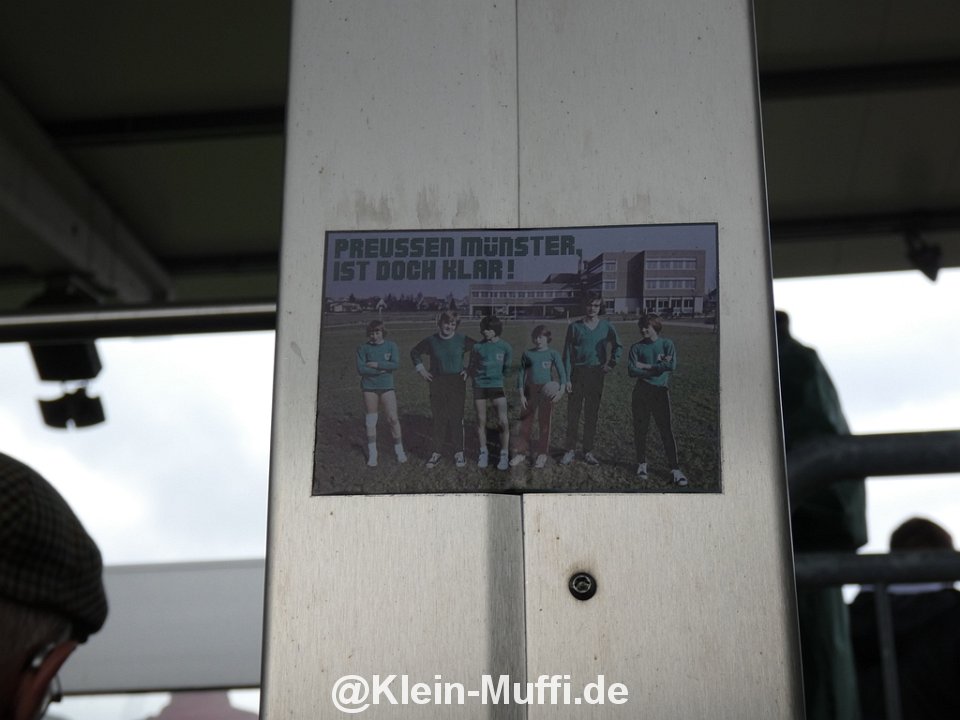 PREUSSEN MÜNSTER,
IST DOCH KLAR!
@Klein-Muffi.de